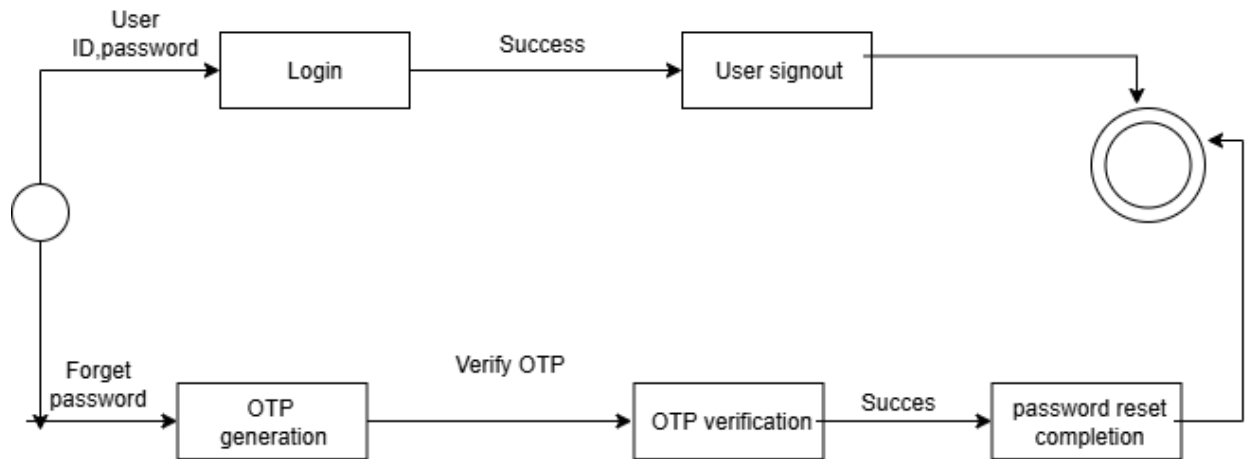 User
ID,password
Login
Success
User signout
Forget
password
OTP
generation
Verify OTP
OTP verification
Succes
password reset
completion